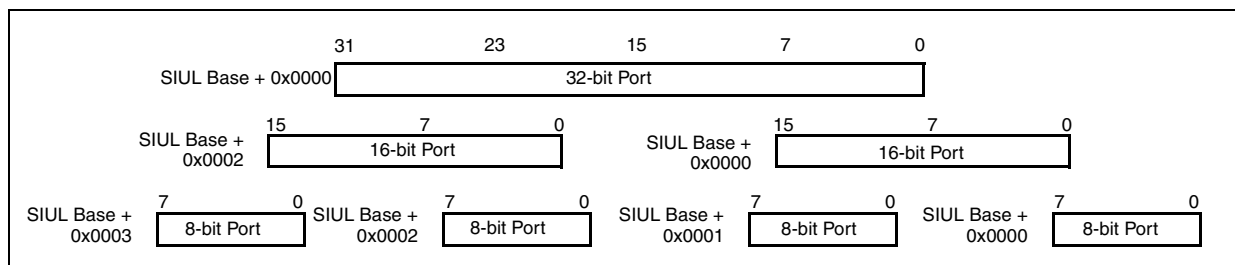 31 23 15 7 0
SIUL Base + 0x0000 32-bit Port
15 7 0 15 7 0
SIUL Base + 0x0002 16-bit Port SIUL Base + 0x0000 16-bit Port
7 0 7 0 7 0 7 0
SIUL Base + 0x0003 8-bit Port SIUL Base + 0x0002 8-bit Port SIUL Base + 0x0001 8-bit Port SIUL Base + 0x0000 8-bit Port